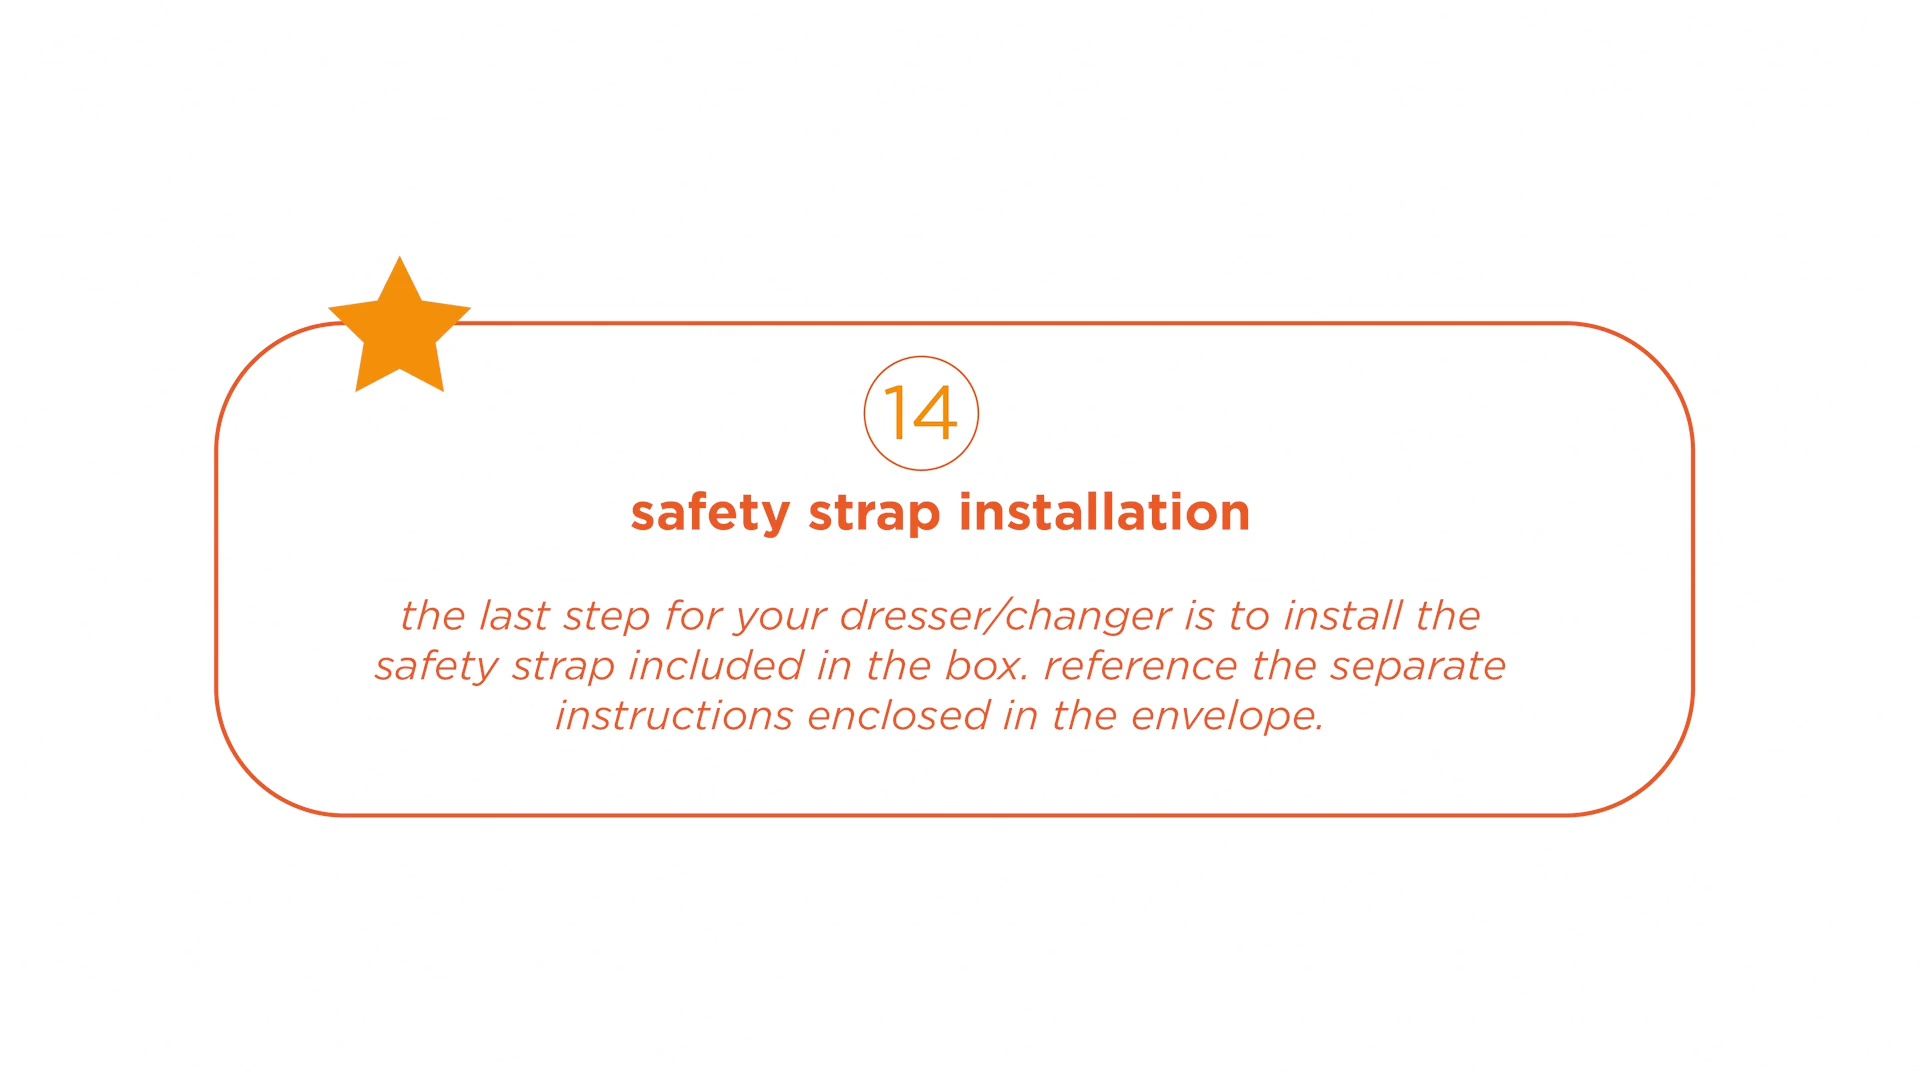 14
safety strap installation
the last step for your dresser/changer is to install the
safety strap included in the box. reference the separate
instructions enclosed in the envelope.